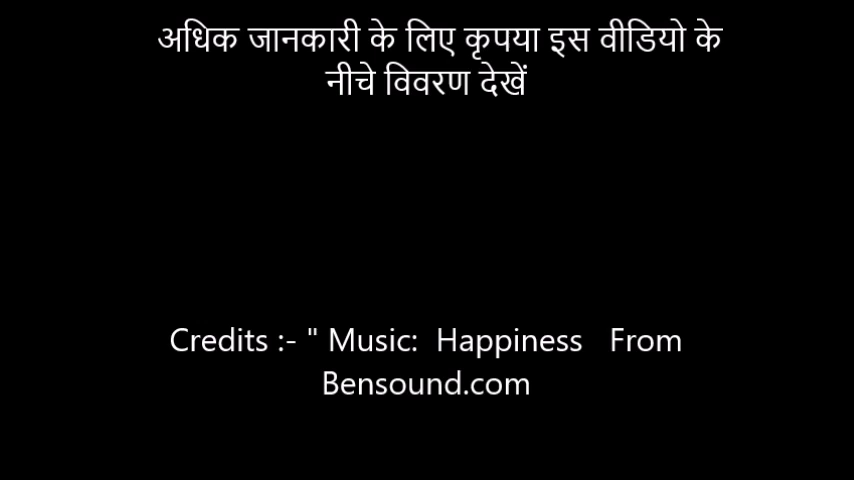 अधिक जानकारी के लिए कृपया इस वीडियो के
नीचे विवरण देखें
Credits :- " Music:  Happiness   From
Bensound.com